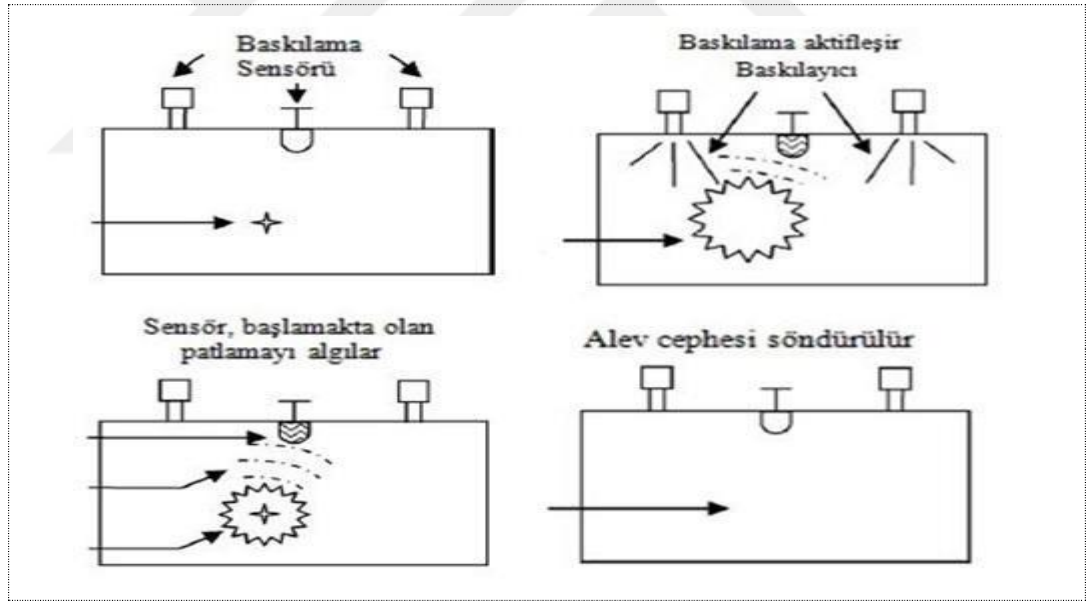 Baskılama
Sensörü
Baskılama aktifleşir
Baskılayıcı
Sensör, başlamakta olan
patlamayı algılar
Alev cephesi söndürülür